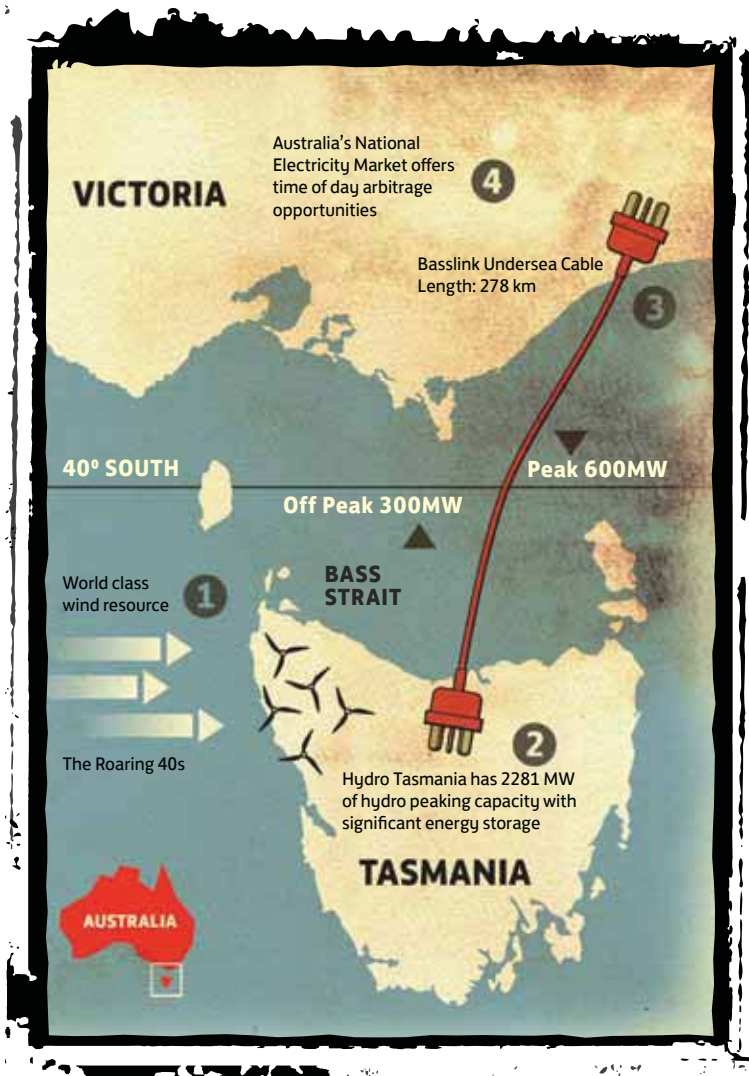 Australia's National
Electricity Market offers
time of day arbitrage
opportunities
4
VICTORIA
Basslink Undersea Cable
Length: 278 km
3
40º SOUTH
Peak 600MW
Off Peak 300MW
World class
wind resource
1
BASS
STRAIT
The Roaring 40s
2
Hydro Tasmania has 2281 MW
of hydro peaking capacity with
significant energy storage
TASMANIA
AUSTRALIA